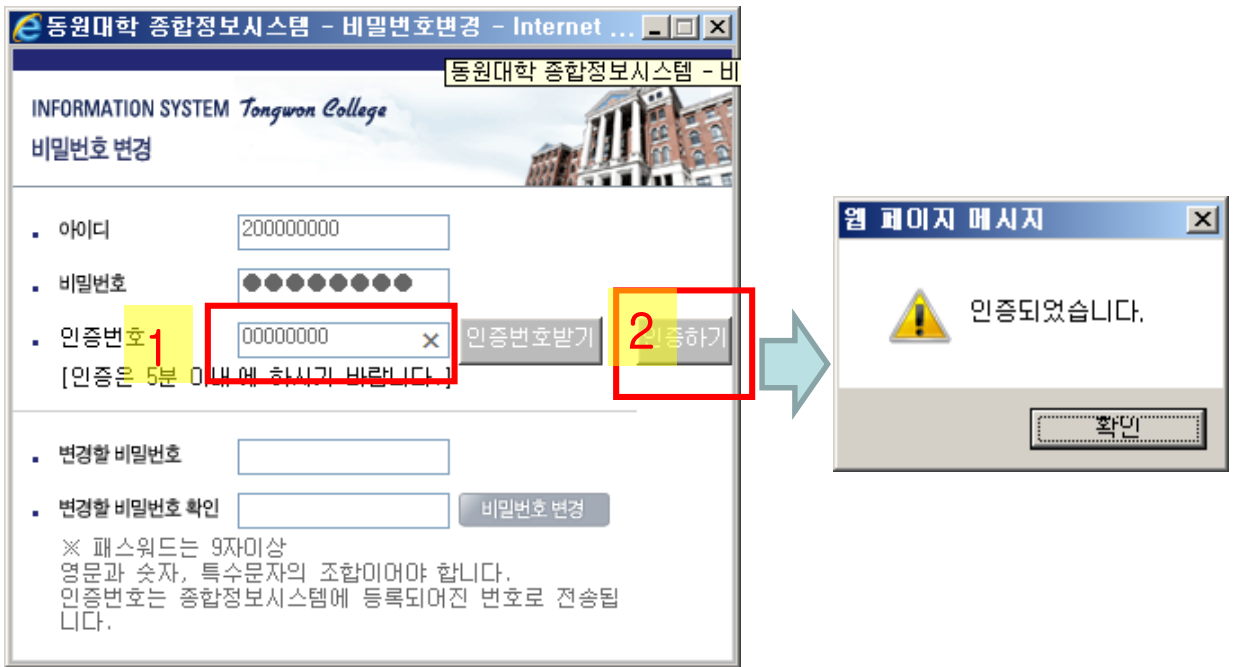 동원대학 종합정보시스템 - 비밀번호변경 - Internet ...
동원대학 종합정보시스템 - 비
INFORMATION SYSTEM Tongwon College
비밀번호 변경
아이디 200000000
비밀번호 ●●●●●●●●
인증번호 1 00000000 × 인증번호받기 2 인증하기
[인증은 5분 이내에 하시기 바랍니다.]
변경할 비밀번호
변경할 비밀번호 확인 비밀번호 변경
※ 패스워드는 9자이상
영문과 숫자, 특수문자의 조합이어야 합니다.
인증번호는 종합정보시스템에 등록되어진 번호로 전송됩
니다.
웹 페이지 메시지
인증되었습니다.
확인